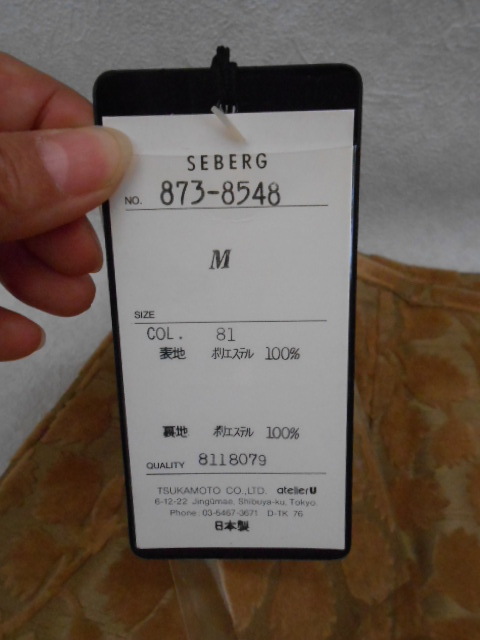 SEBERG
NO. 873-8548
M
SIZE
COL. 81
表地 ポリエステル 100%
裏地 ポリエステル 100%
QUALITY 8118079
TSUKAMOTO CO.,LTD. atelierU
6-12-22 Jingūmae, Shibuya-ku, Tokyo
Phone: 03-5467-3671 D-TK 76
日本製